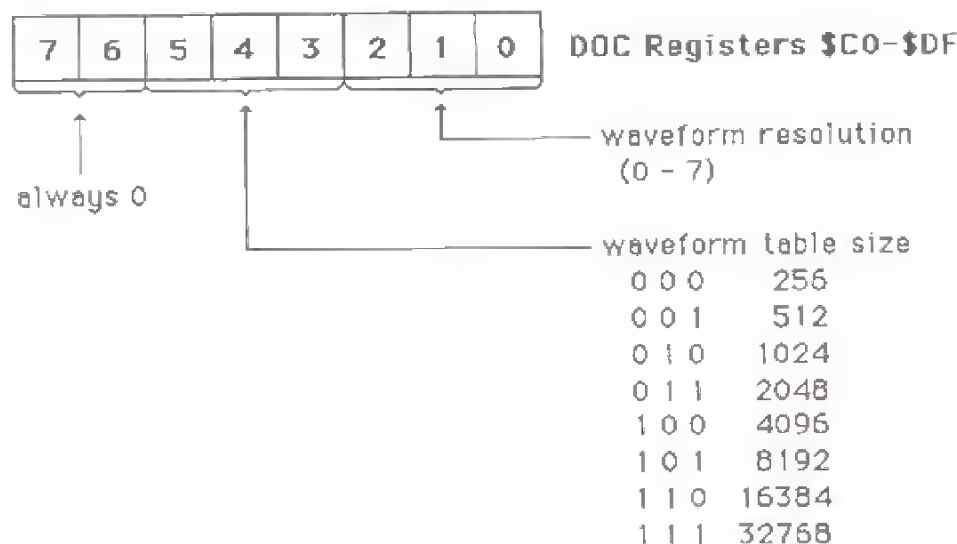 7 6 5 4 3 2 1 0 DOC Registers $C0-$DF
waveform resolution
(0 - 7)
always 0
waveform table size
0 0 0 256
0 0 1 512
0 1 0 1024
0 1 1 2048
1 0 0 4096
1 0 1 8192
1 1 0 16384
1 1 1 32768